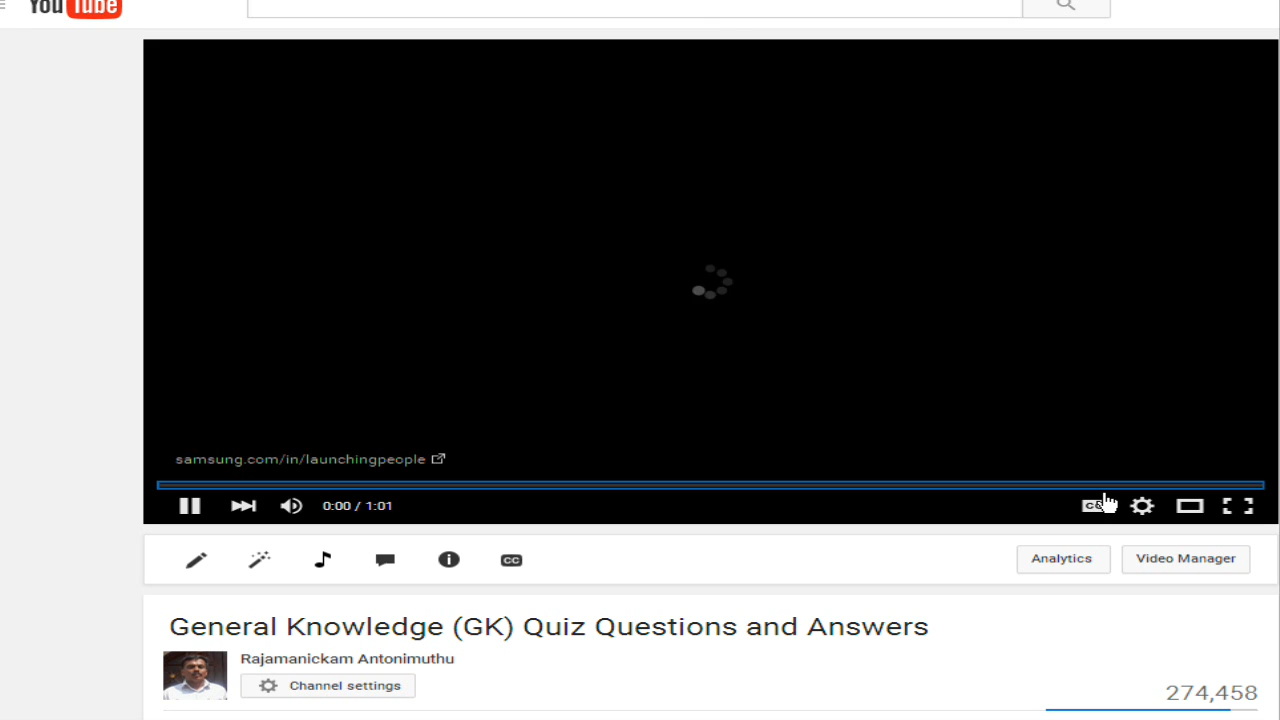 YouTube
samsung.com/in/launchingpeople
0:00 / 1:01
CC
Analytics
Video Manager
General Knowledge (GK) Quiz Questions and Answers
Rajamanickam Antonimuthu
Channel settings
274,458